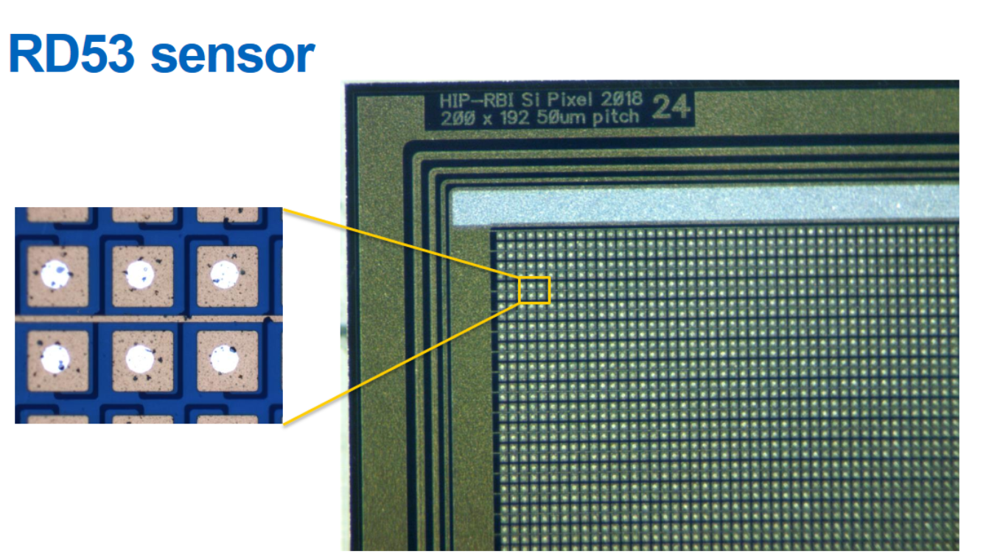 RD53 sensor
HIP-RBI Si Pixel 2018
200 x 192 50um pitch
24